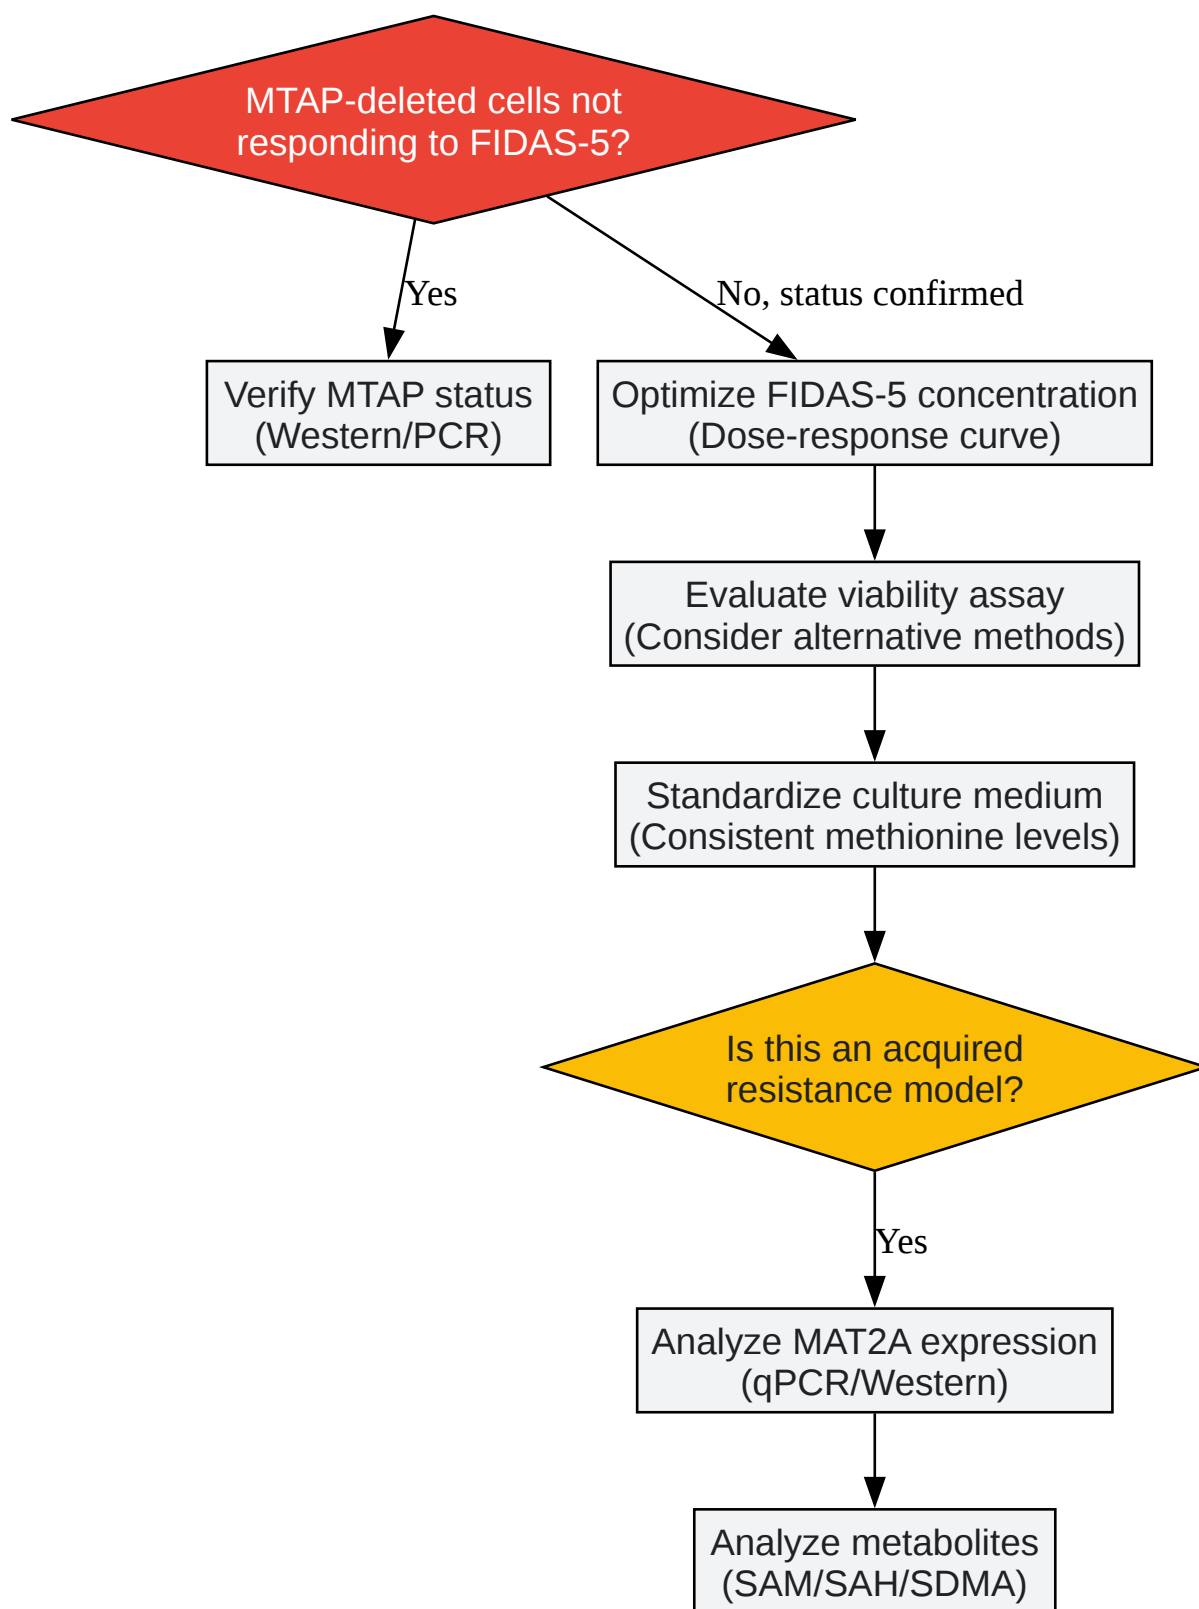 MTAP-deleted cells not
responding to FIDAS-5?
Yes
No, status confirmed
Verify MTAP status
(Western/PCR)
Optimize FIDAS-5 concentration
(Dose-response curve)
Evaluate viability assay
(Consider alternative methods)
Standardize culture medium
(Consistent methionine levels)
Is this an acquired
resistance model?
Yes
Analyze MAT2A expression
(qPCR/Western)
Analyze metabolites
(SAM/SAH/SDMA)